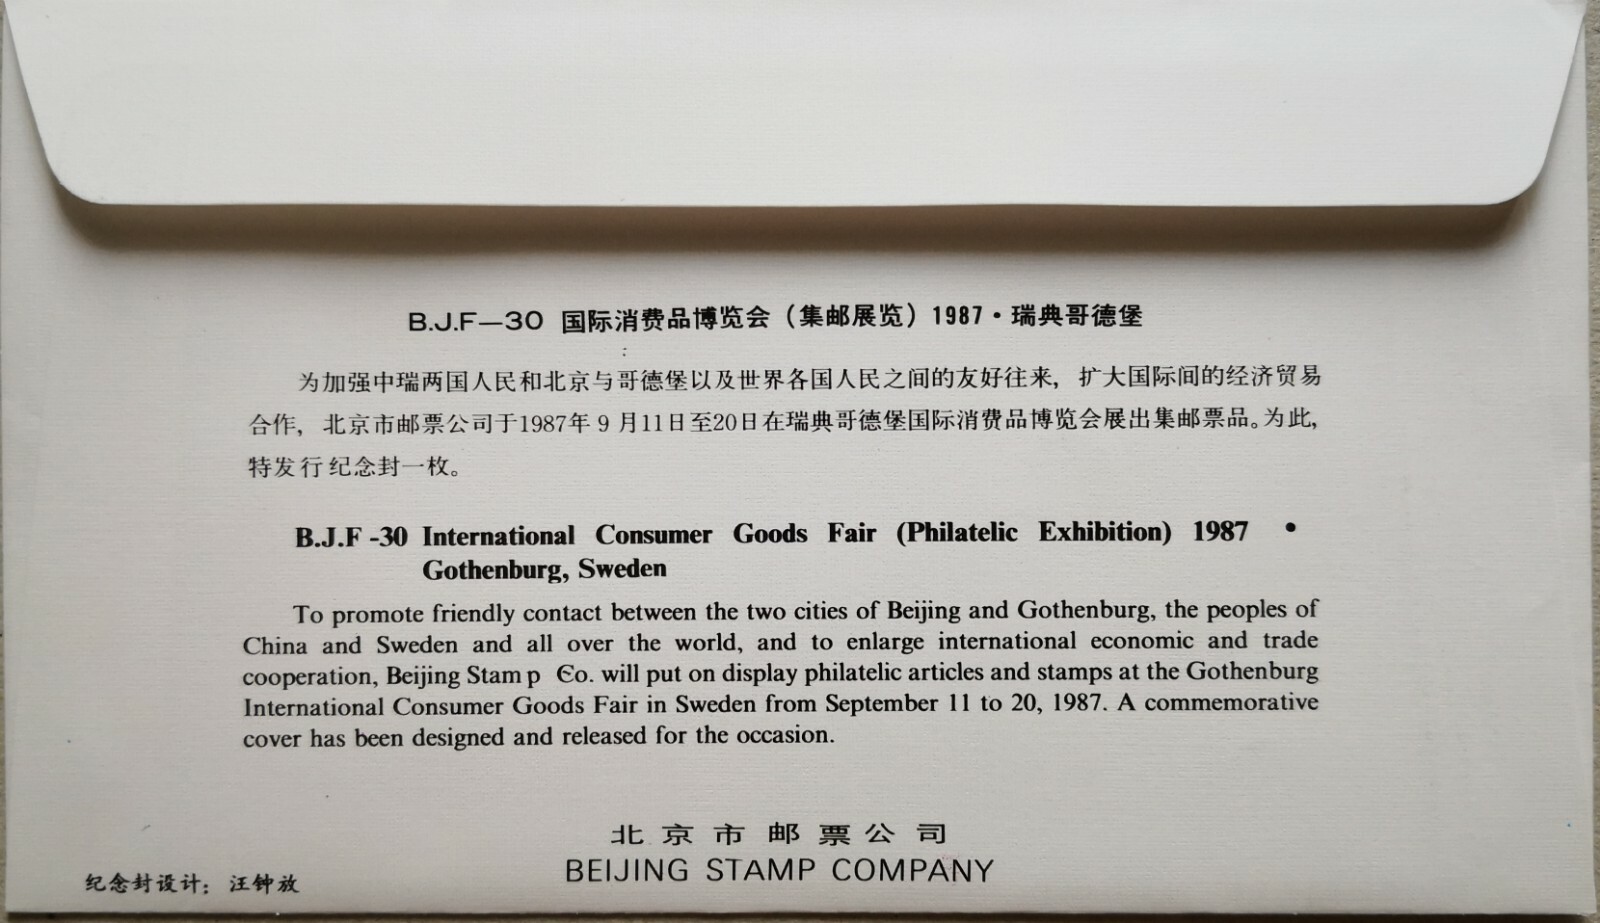 B.J.F—30 国际消费品博览会（集邮展览）1987·瑞典哥德堡
为加强中瑞两国人民和北京与哥德堡以及世界各国人民之间的友好往来，扩大国际间的经济贸易
合作，北京市邮票公司于1987年9月11日至20日在瑞典哥德堡国际消费品博览会展出集邮票品。为此，
特发行纪念封一枚。
B.J.F -30 International Consumer Goods Fair (Philatelic Exhibition) 1987 •
Gothenburg, Sweden
To promote friendly contact between the two cities of Beijing and Gothenburg, the peoples of
China and Sweden and all over the world, and to enlarge international economic and trade
cooperation, Beijing Stamp Co. will put on display philatelic articles and stamps at the Gothenburg
International Consumer Goods Fair in Sweden from September 11 to 20, 1987. A commemorative
cover has been designed and released for the occasion.
北京市邮票公司
BEIJING STAMP COMPANY
纪念封设计：汪钟放